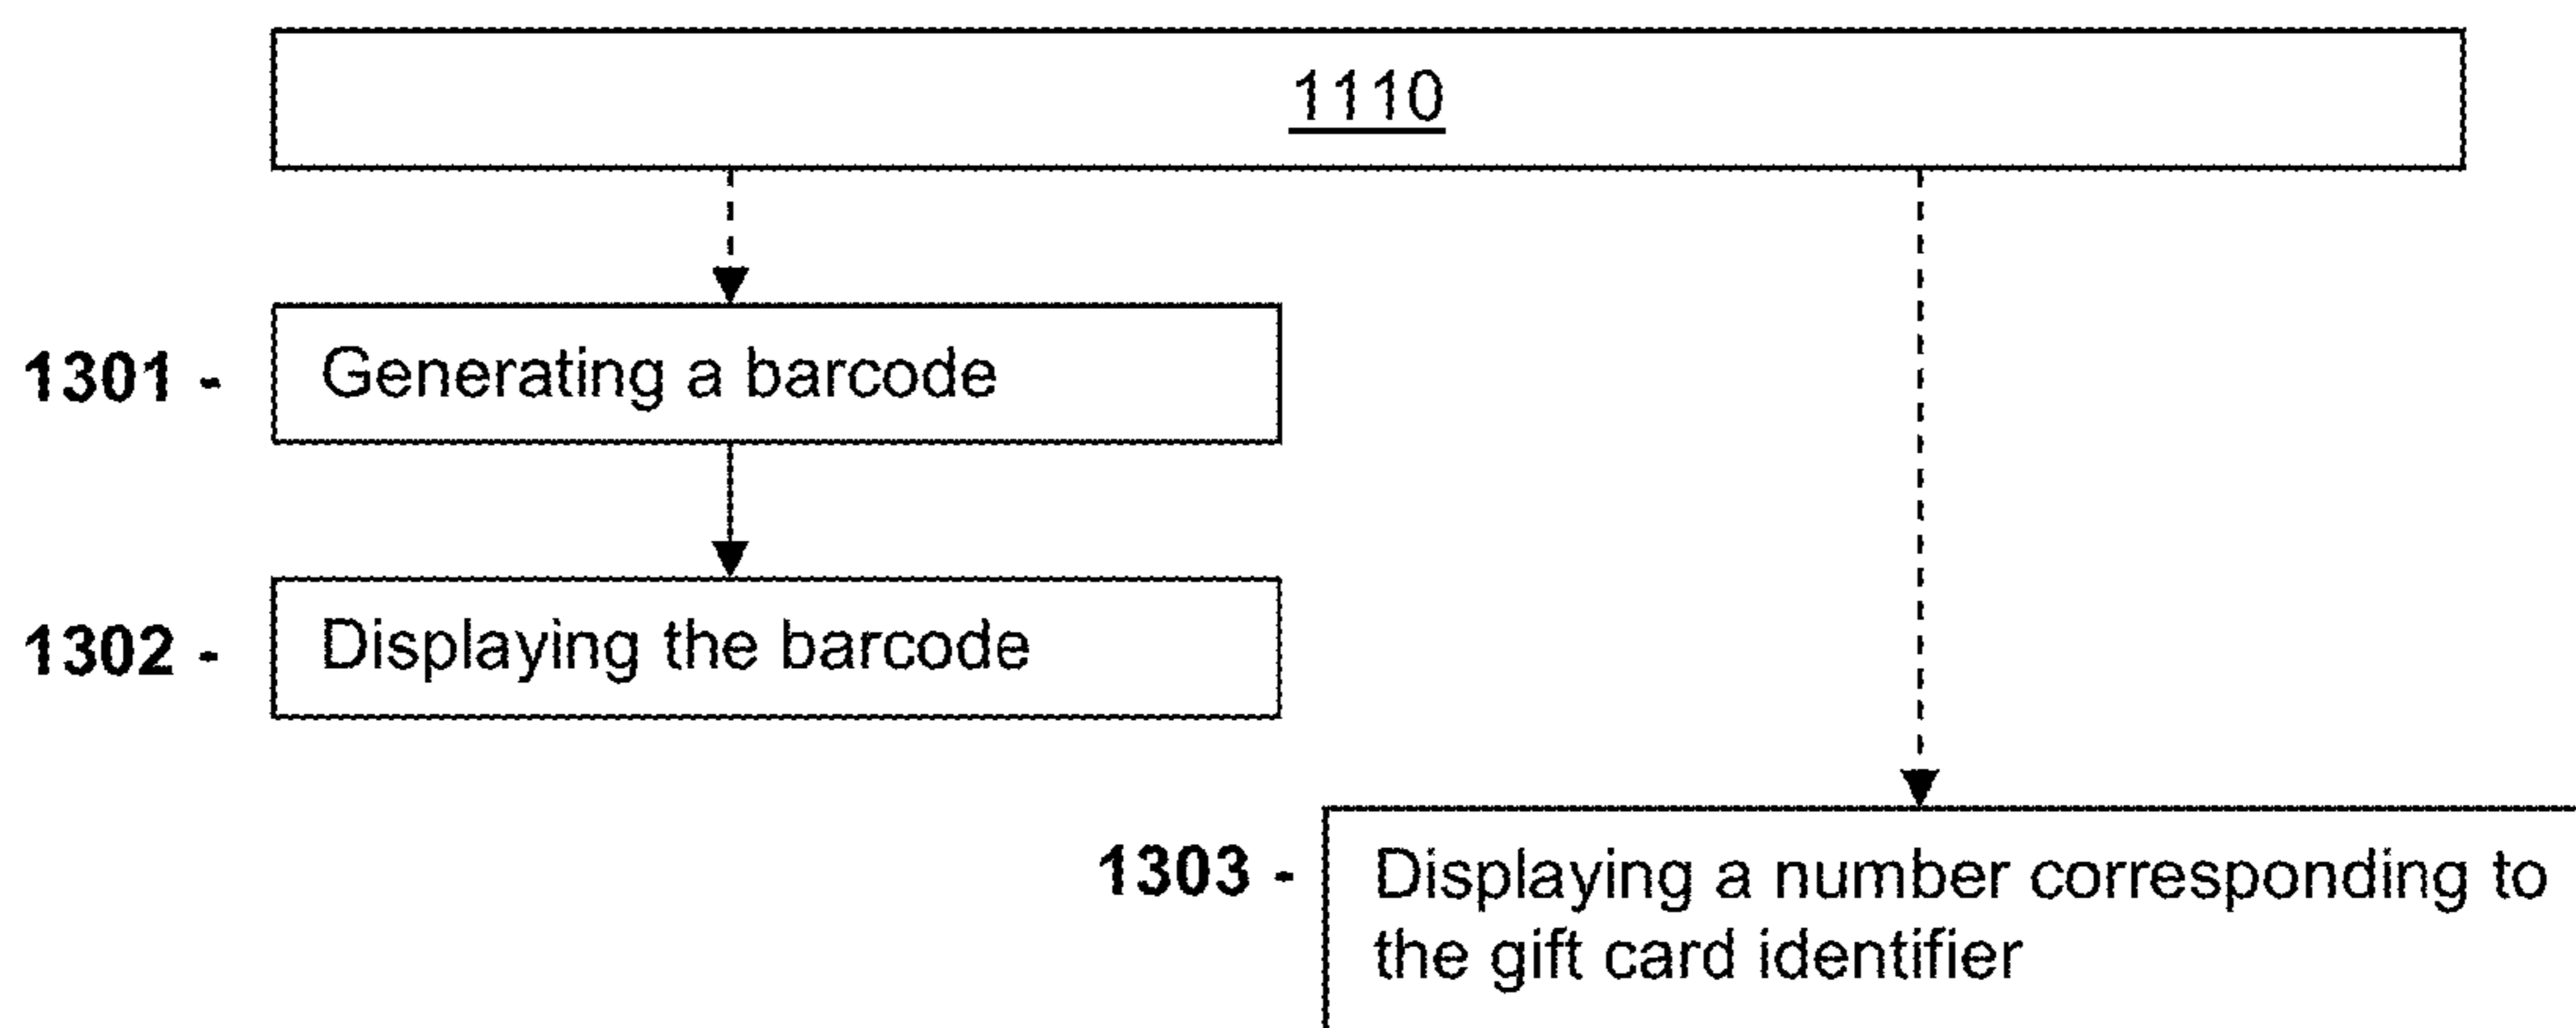 1110
1301 - Generating a barcode
1302 - Displaying the barcode
1303 - Displaying a number corresponding to
the gift card identifier